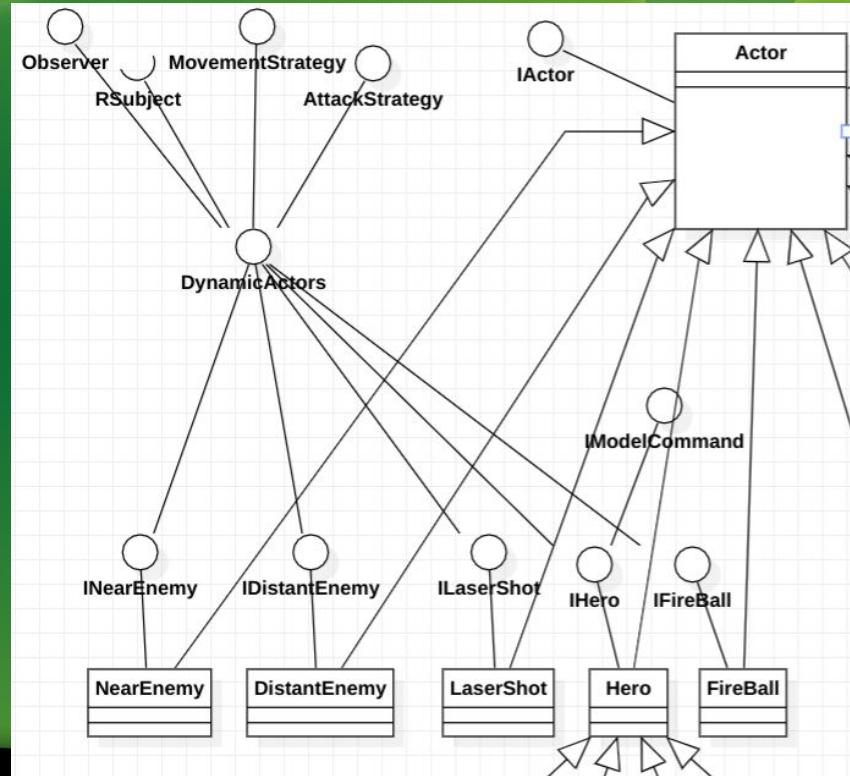 Observer
MovementStrategy
IActor
Actor
RSubject
AttackStrategy
DynamicActors
IModelCommand
INearEnemy
IDistantEnemy
ILaserShot
IHero
IFireBall
NearEnemy
DistantEnemy
LaserShot
Hero
FireBall